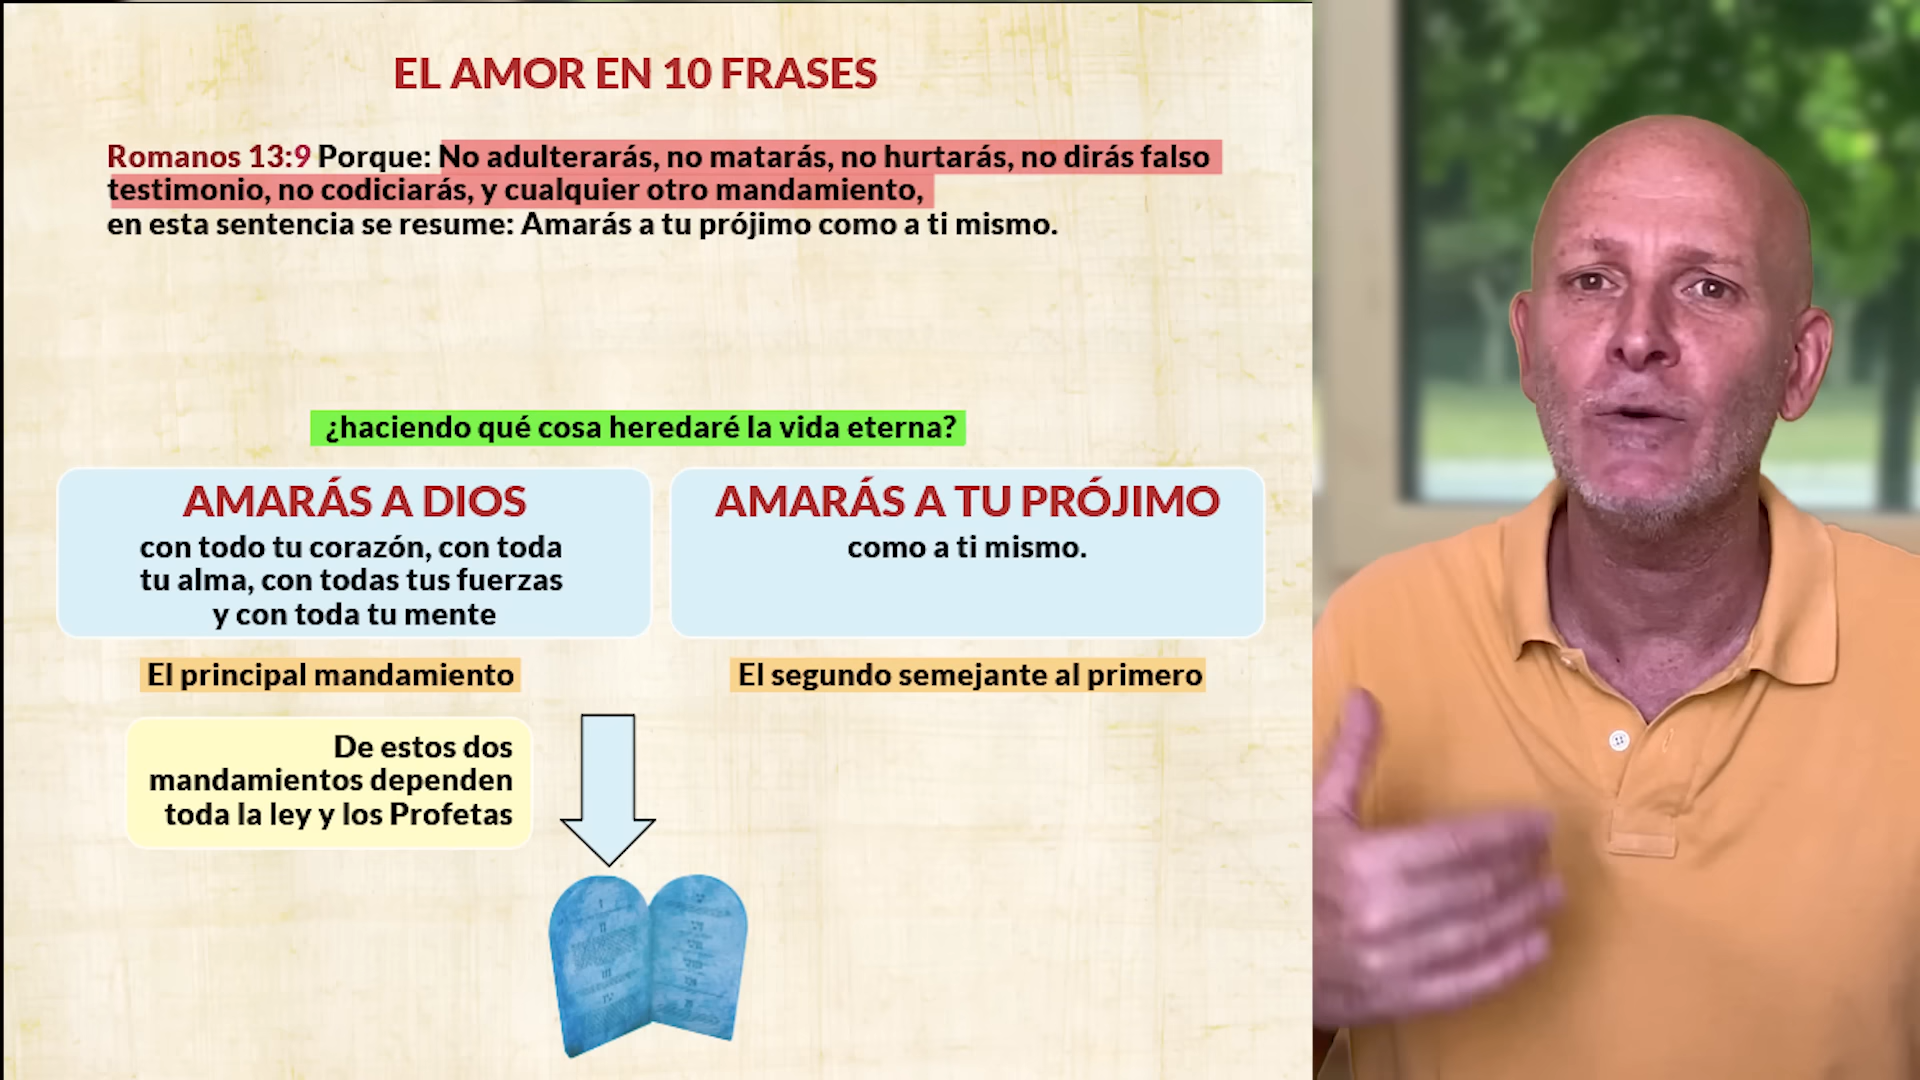 EL AMOR EN 10 FRASES
Romanos 13:9 Porque: No adulterarás, no matarás, no hurtarás, no dirás falso
testimonio, no codiciarás, y cualquier otro mandamiento,
en esta sentencia se resume: Amarás a tu prójimo como a ti mismo.
¿haciendo qué cosa heredaré la vida eterna?
AMARÁS A DIOS
con todo tu corazón, con toda
tu alma, con todas tus fuerzas
y con toda tu mente
AMARÁS A TU PRÓJIMO
como a ti mismo.
El principal mandamiento
El segundo semejante al primero
De estos dos
mandamientos dependen
toda la ley y los Profetas
I
II
III
IV